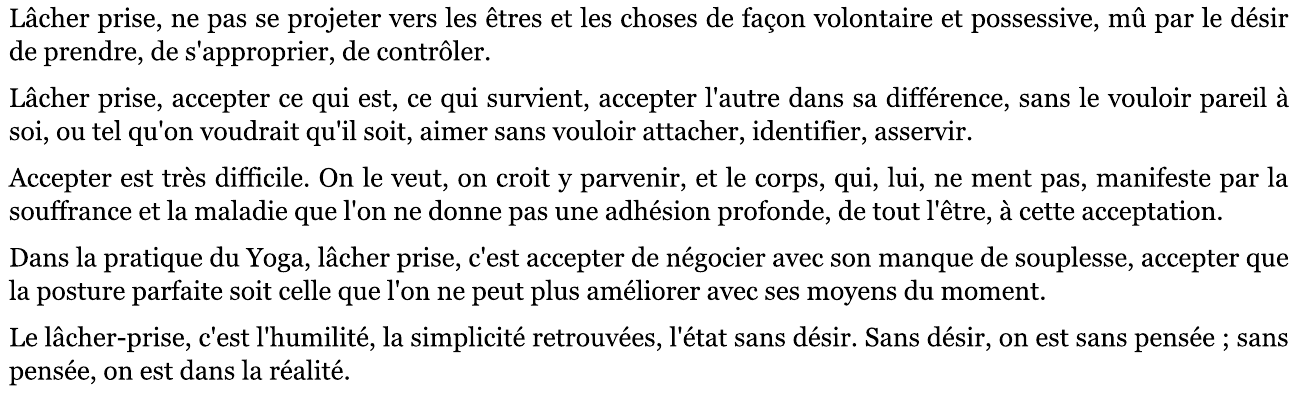 Lâcher prise, ne pas se projeter vers les êtres et les choses de façon volontaire et possessive, mû par le désir
de prendre, de s'approprier, de contrôler.
Lâcher prise, accepter ce qui est, ce qui survient, accepter l'autre dans sa différence, sans le vouloir pareil à
soi, ou tel qu'on voudrait qu'il soit, aimer sans vouloir attacher, identifier, asservir.
Accepter est très difficile. On le veut, on croit y parvenir, et le corps, qui, lui, ne ment pas, manifeste par la
souffrance et la maladie que l'on ne donne pas une adhésion profonde, de tout l'être, à cette acceptation.
Dans la pratique du Yoga, lâcher prise, c'est accepter de négocier avec son manque de souplesse, accepter que
la posture parfaite soit celle que l'on ne peut plus améliorer avec ses moyens du moment.
Le lâcher-prise, c'est l'humilité, la simplicité retrouvées, l'état sans désir. Sans désir, on est sans pensée ; sans
pensée, on est dans la réalité.